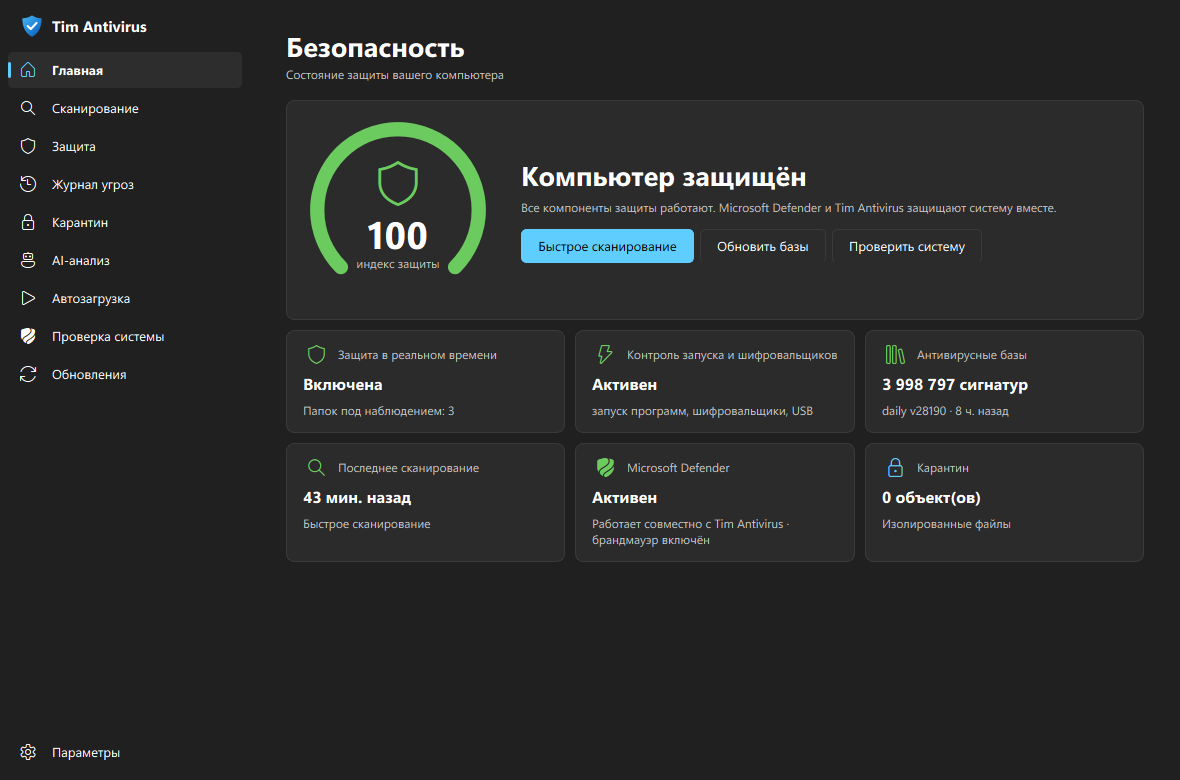 Tim Antivirus
Главная
Сканирование
Защита
Журнал угроз
Карантин
AI-анализ
Автозагрузка
Проверка системы
Обновления
Параметры
Безопасность
Состояние защиты вашего компьютера
100
индекс защиты
Компьютер защищён
Все компоненты защиты работают. Microsoft Defender и Tim Antivirus защищают систему вместе.
Быстрое сканирование
Обновить базы
Проверить систему
Защита в реальном времени
Включена
Папок под наблюдением: 3
Контроль запуска и шифровальщиков
Активен
запуск программ, шифровальщики, USB
Антивирусные базы
3 998 797 сигнатур
daily v28190 · 8 ч. назад
Последнее сканирование
43 мин. назад
Быстрое сканирование
Microsoft Defender
Активен
Работает совместно с Tim Antivirus ·
брандмауэр включён
Карантин
0 объект(ов)
Изолированные файлы